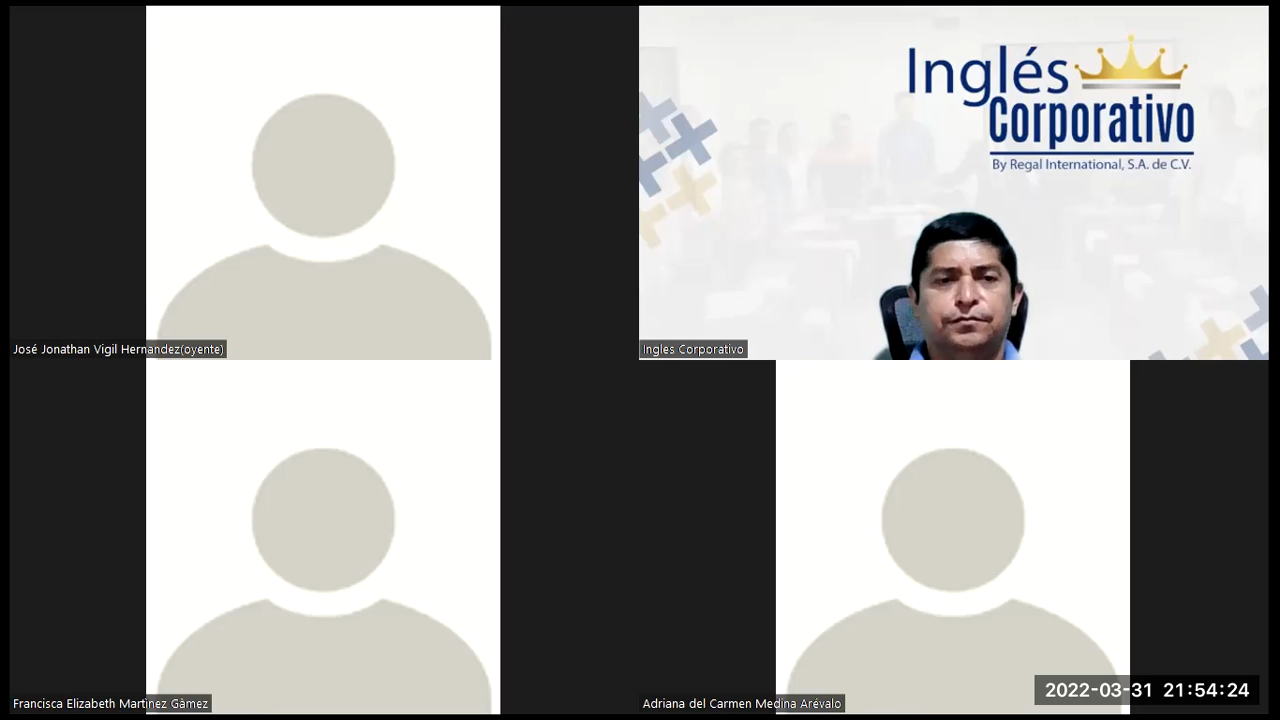 Inglés
Corporativo
By Regal International, S.A. de C.V.
José Jonathan Vigil Hernandez(oyente)
Ingles Corporativo
Francisca Elizabeth Martinez Gàmez
Adriana del Carmen Medina Arévalo
2022-03-31 21:54:24